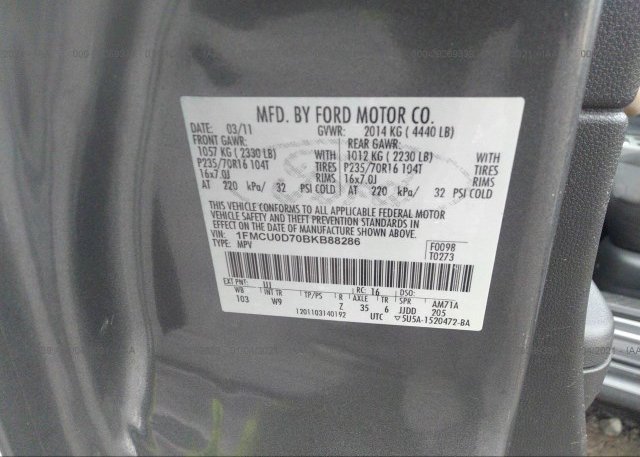 MFD. BY FORD MOTOR CO.
DATE: 03/11 GVWR: 2014 KG ( 4440 LB)
FRONT GAWR: REAR GAWR:
1057 KG ( 2330 LB) WITH 1012 KG ( 2230 LB) WITH
P235/70R16 104T TIRES P235/70R16 104T TIRES
16x7.0J RIMS 16x7.0J RIMS
AT 220 kPa/ 32 PSI COLD AT 220 kPa/ 32 PSI COLD
THIS VEHICLE CONFORMS TO ALL APPLICABLE FEDERAL MOTOR
VEHICLE SAFETY AND THEFT PREVENTION STANDARDS IN
EFFECT ON THE DATE OF MANUFACTURE SHOWN ABOVE.
VIN: 1FMCU0D70BKB88286
TYPE: MPV
F0098
T0273
UJ RC: 16 DSO:
WB INT TR TP/PS R AXLE TR SPR AM71A
103 W9 Z 35 6 JJDD 205
1201103140192 UTC ▽5U5A-1520472-BA